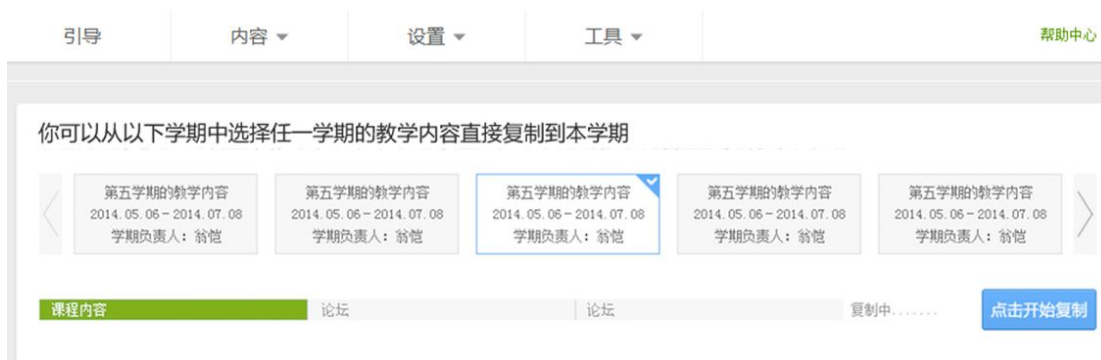 引导 内容 设置 工具 帮助中心
你可以从以下学期中选择任一学期的教学内容直接复制到本学期
第五学期的教学内容 第五学期的教学内容 第五学期的教学内容 第五学期的教学内容 第五学期的教学内容
2014.05.06-2014.07.08 2014.05.06-2014.07.08 2014.05.06-2014.07.08 2014.05.06-2014.07.08 2014.05.06-2014.07.08
学期负责人:翁恺 学期负责人:翁恺 学期负责人:翁恺 学期负责人:翁恺 学期负责人:翁恺
课程内容 论坛 论坛 复制中....... 点击开始复制